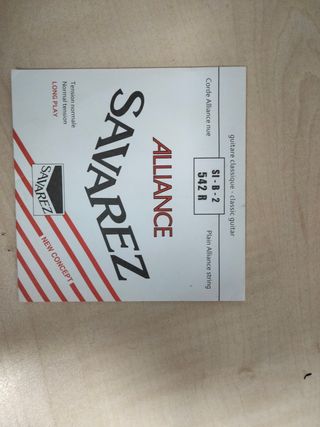 guitare classique - classic guitar
Corde Alliance nue
SI - B - 2
542 R
Plain Alliance string
ALLIANCE
SAVAREZ
Tension normale
Normal tension
LONG PLAY
SAVAREZ
NEW CONCEPT